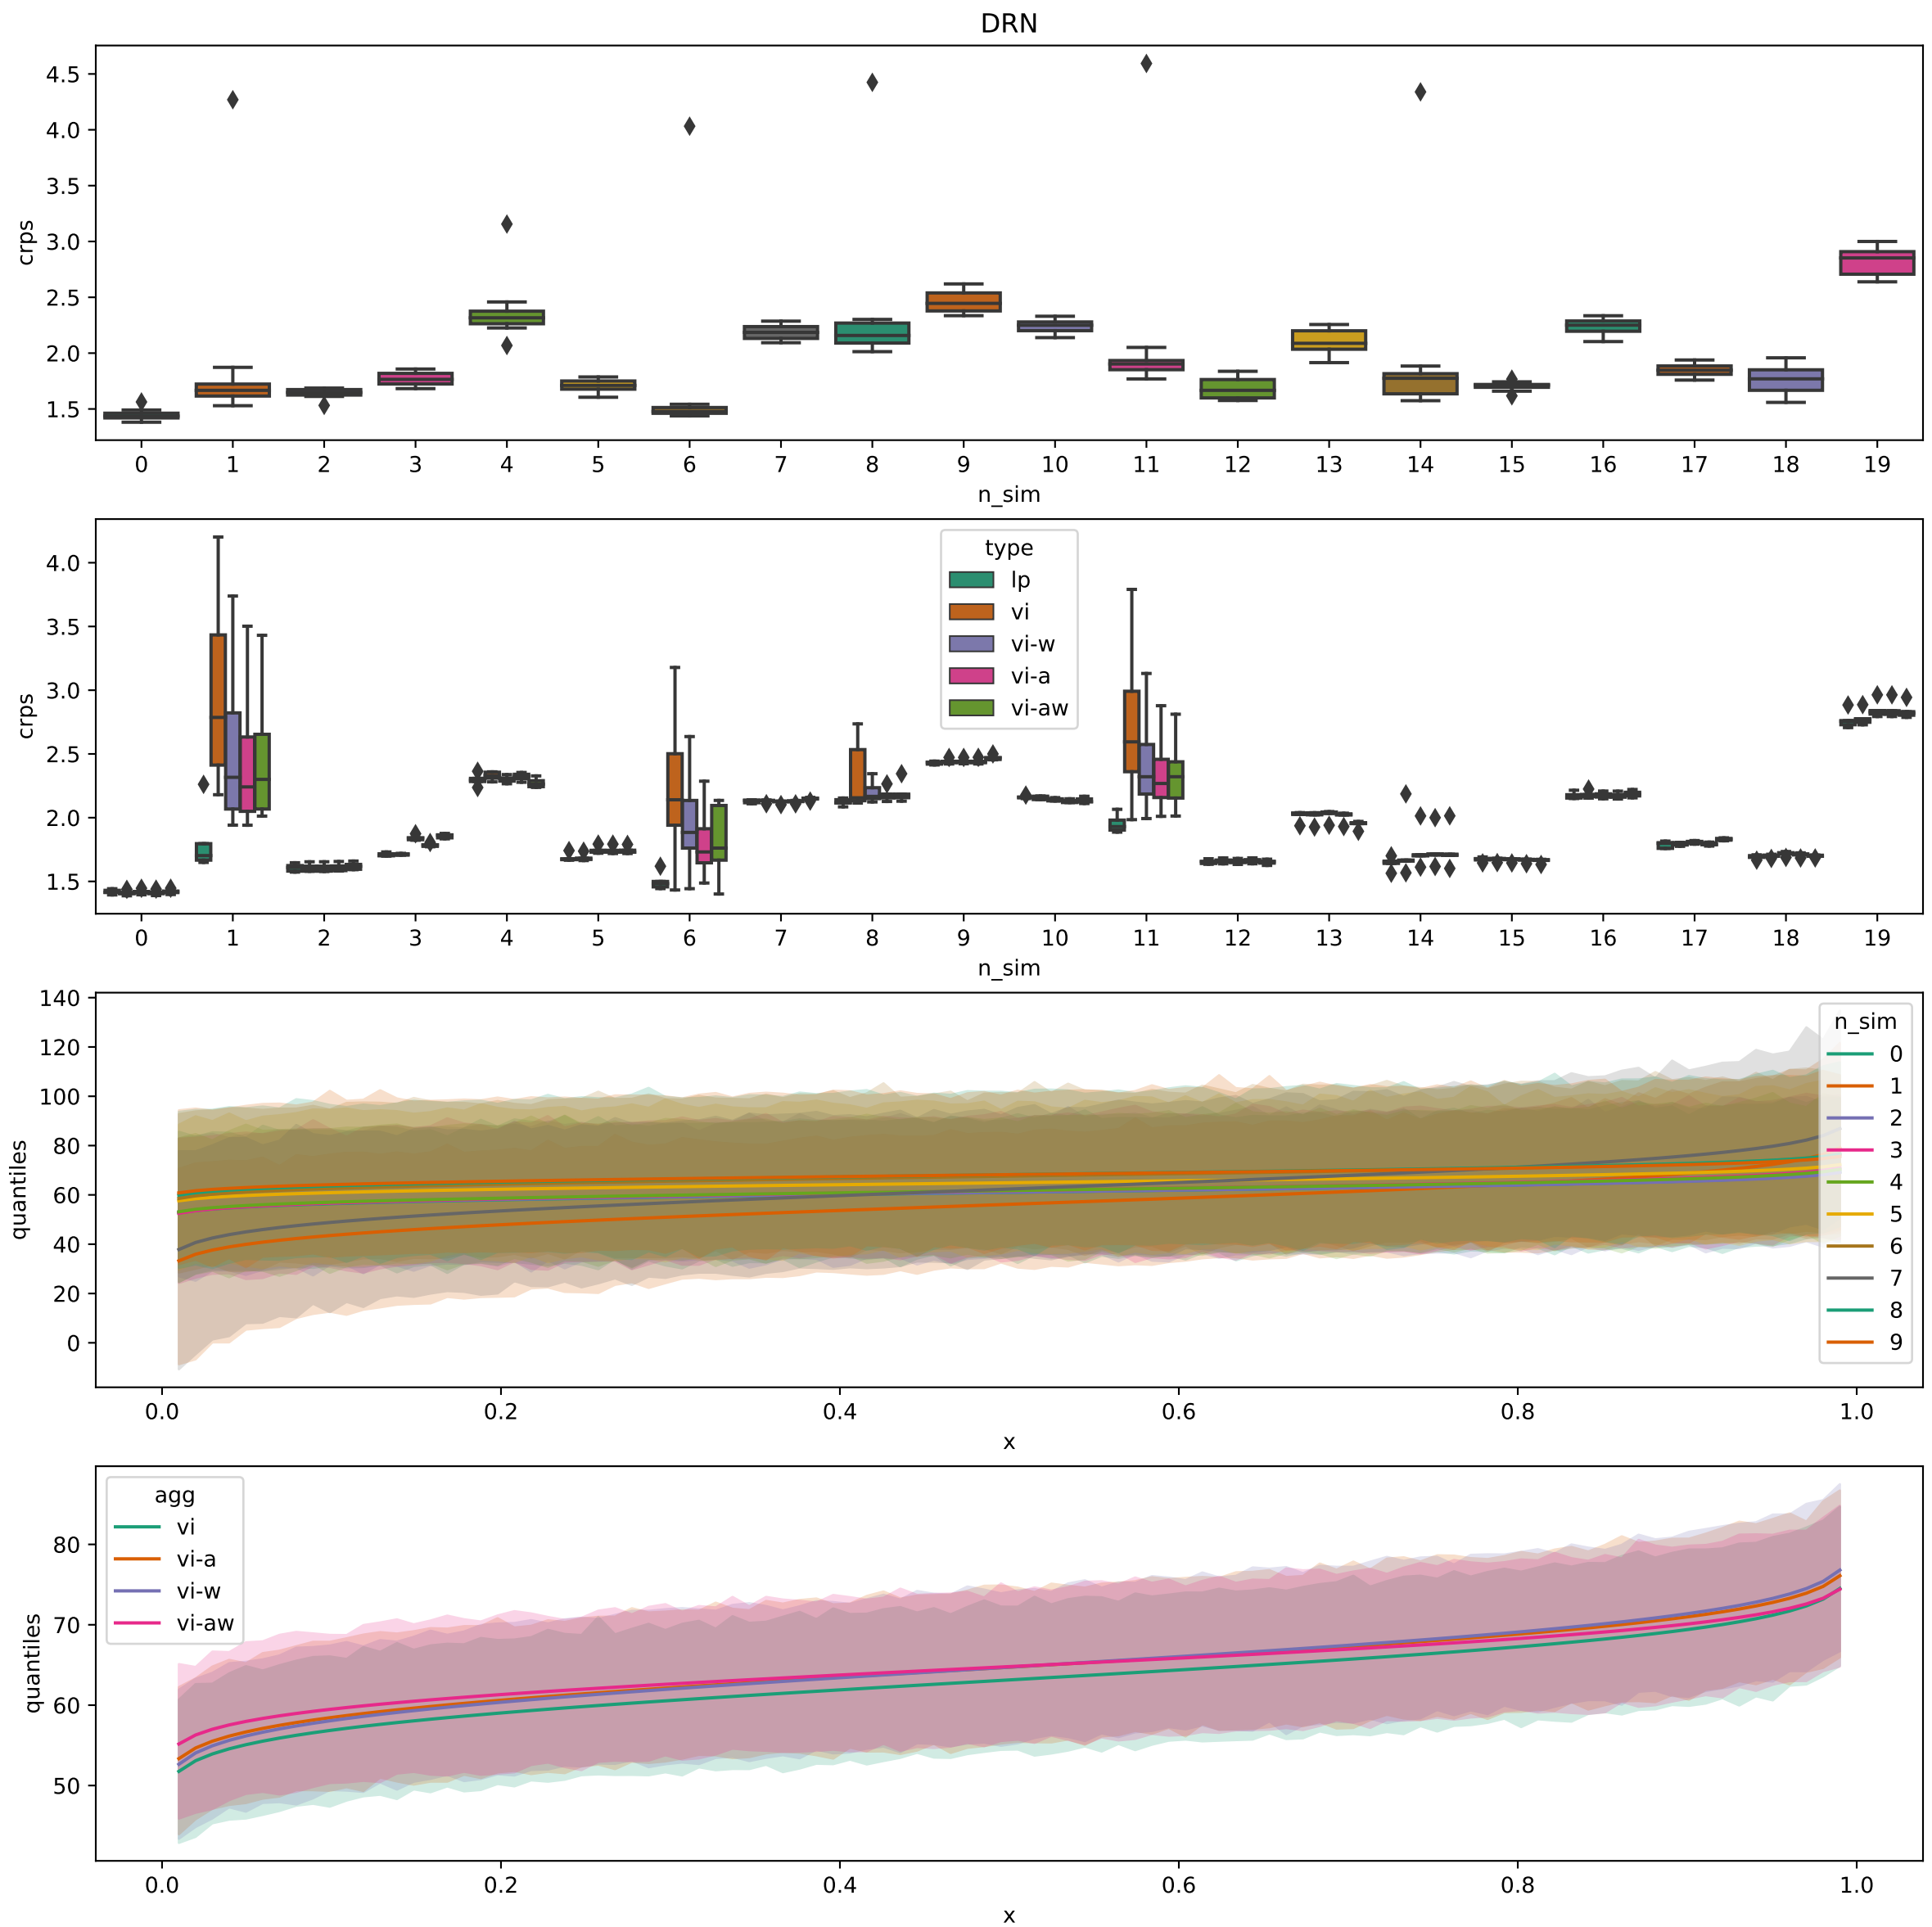 DRN
4.5
4.0
3.5
3.0
2.5
2.0
1.5
crps
0 1 2 3 4 5 6 7 8 9 10 11 12 13 14 15 16 17 18 19
n_sim
4.0
3.5
3.0
2.5
2.0
1.5
crps
type
lp
vi
vi-w
vi-a
vi-aw
0 1 2 3 4 5 6 7 8 9 10 11 12 13 14 15 16 17 18 19
n_sim
140
120
100
80
60
40
20
0
quantiles
n_sim
0
1
2
3
4
5
6
7
8
9
0.0 0.2 0.4 0.6 0.8 1.0
x
80
70
60
50
quantiles
agg
vi
vi-a
vi-w
vi-aw
0.0 0.2 0.4 0.6 0.8 1.0
x